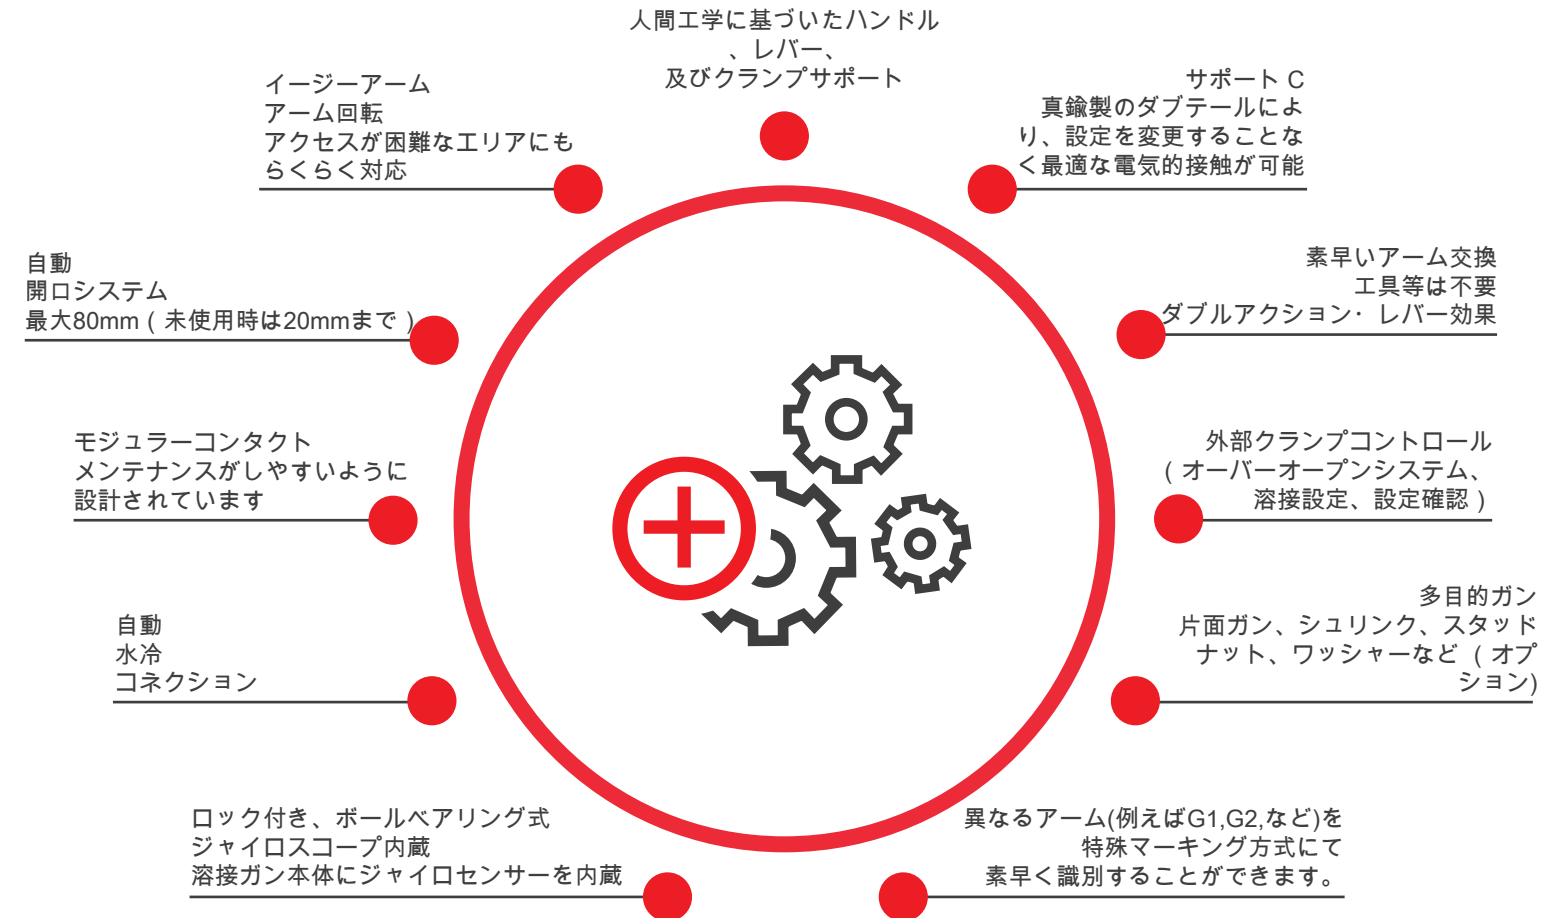 人間工学に基づいたハンドル
、レバー、
及びクランプサポート
イージーアーム
アーム回転
アクセスが困難なエリアにも
らくらく対応
サポート C
真鍮製のダブテールによ
り、設定を変更することな
く最適な電気的接触が可能
自動
開口システム
最大80mm ( 未使用時は20mmまで )
素早いアーム交換
工具等は不要
ダブルアクション· レバー効果
モジュラーコンタクト
メンテナンスがしやすいように
設計されています
外部クランプコントロール
( オーバーオープンシステム、
溶接設定、設定確認 )
自動
水冷
コネクション
多目的ガン
片面ガン、シュリンク、スタッド
ナット、ワッシャーなど ( オプ
ション)
ロック付き、ボールベアリング式
ジャイロスコープ内蔵
溶接ガン本体にジャイロセンサーを内蔵
異なるアーム(例えばG1,G2,など)を
特殊マーキング方式にて
素早く識別することができます。